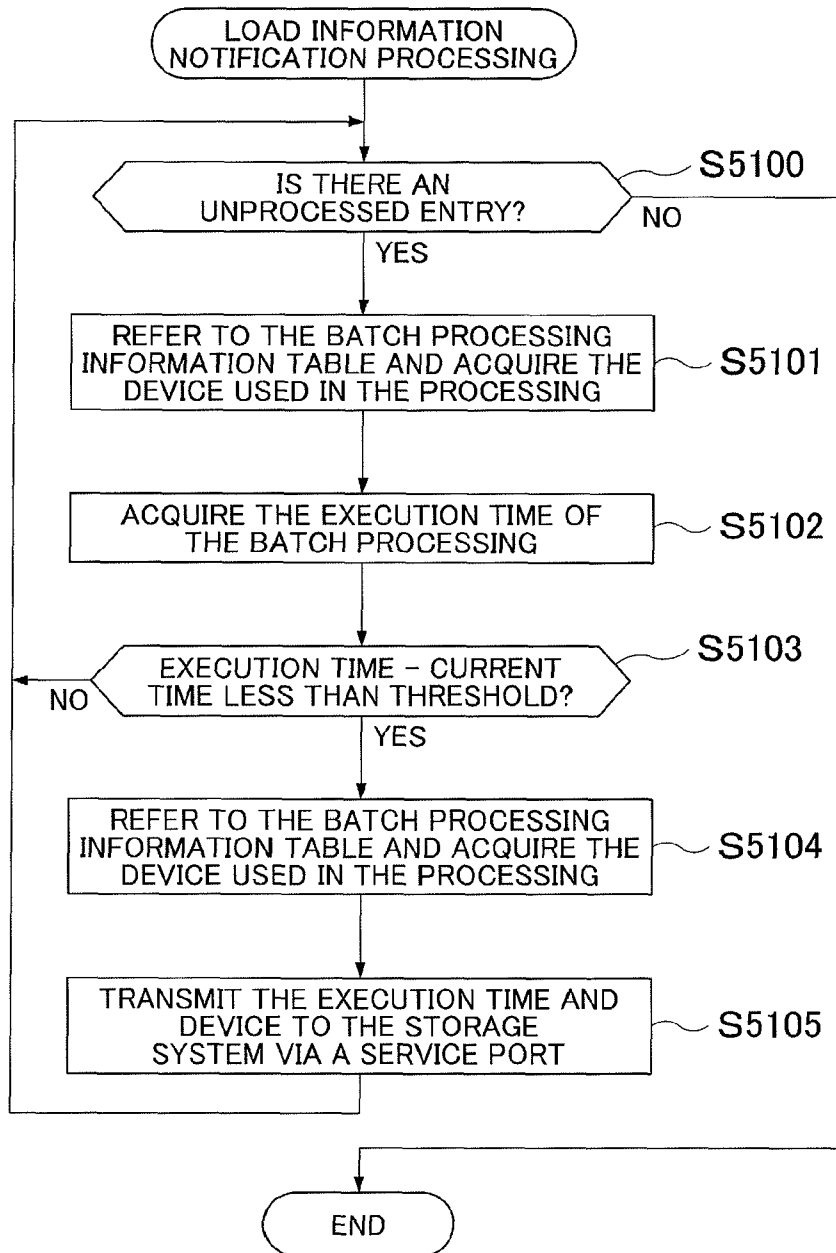 LOAD INFORMATION
NOTIFICATION PROCESSING
IS THERE AN
UNPROCESSED ENTRY?
S5100
NO
YES
REFER TO THE BATCH PROCESSING
INFORMATION TABLE AND ACQUIRE THE
DEVICE USED IN THE PROCESSING
S5101
ACQUIRE THE EXECUTION TIME OF
THE BATCH PROCESSING
S5102
EXECUTION TIME – CURRENT
TIME LESS THAN THRESHOLD?
S5103
NO
YES
REFER TO THE BATCH PROCESSING
INFORMATION TABLE AND ACQUIRE THE
DEVICE USED IN THE PROCESSING
S5104
TRANSMIT THE EXECUTION TIME AND
DEVICE TO THE STORAGE
SYSTEM VIA A SERVICE PORT
S5105
END